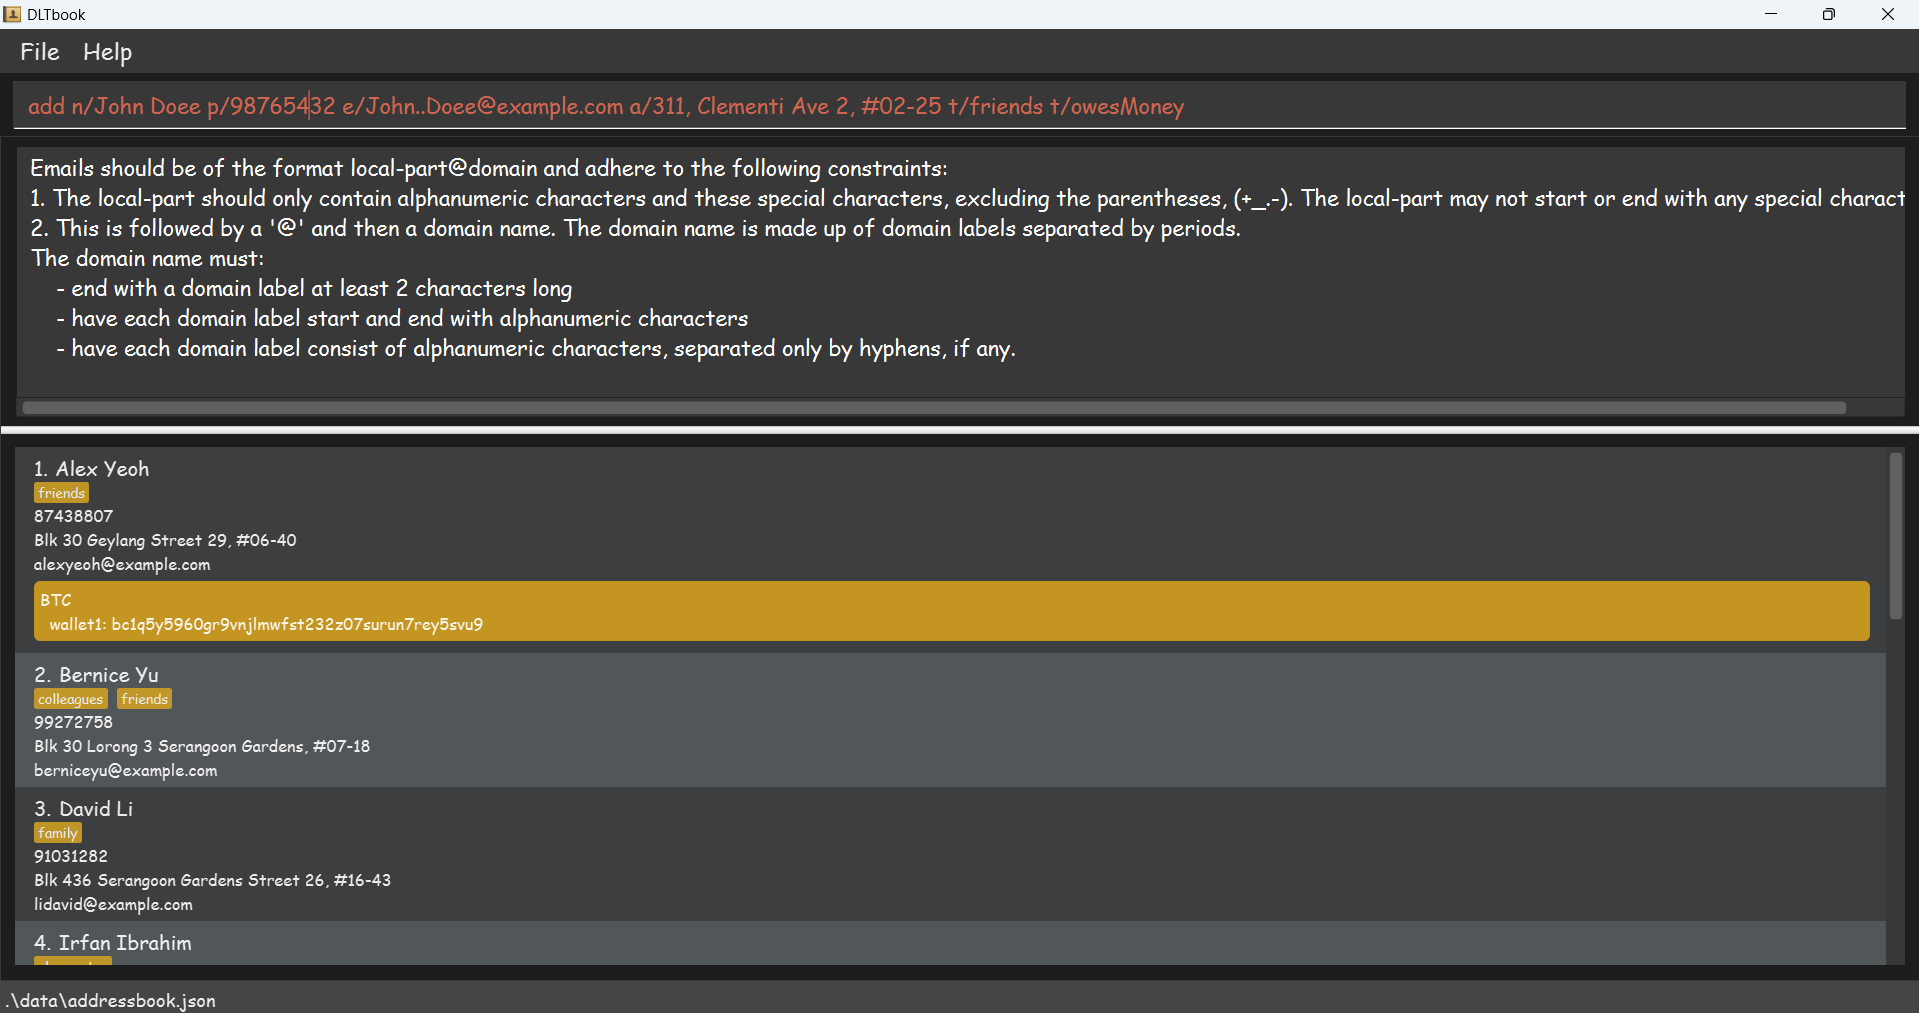 DLTbook
File Help
add n/John Doee p/98765432 e/John..Doee@example.com a/311, Clementi Ave 2, #02-25 t/friends t/owesMoney
Emails should be of the format local-part@domain and adhere to the following constraints:
1. The local-part should only contain alphanumeric characters and these special characters, excluding the parentheses, (+_.-). The local-part may not start or end with any special charact
2. This is followed by a '@' and then a domain name. The domain name is made up of domain labels separated by periods.
The domain name must:
- end with a domain label at least 2 characters long
- have each domain label start and end with alphanumeric characters
- have each domain label consist of alphanumeric characters, separated only by hyphens, if any.
1. Alex Yeoh
friends
87438807
Blk 30 Geylang Street 29, #06-40
alexyeoh@example.com
BTC
wallet1: bc1q5y5960gr9vnjlmwfst232z07surun7rey5svu9
2. Bernice Yu
colleagues friends
99272758
Blk 30 Lorong 3 Serangoon Gardens, #07-18
berniceyu@example.com
3. David Li
family
91031282
Blk 436 Serangoon Gardens Street 26, #16-43
lidavid@example.com
4. Irfan Ibrahim
.\data\addressbook.json